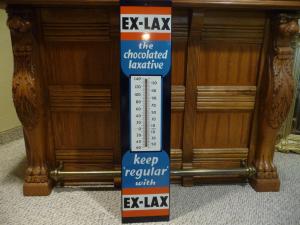 EX-LAX
the
chocolated
laxative
keep
regular
with
EX-LAX